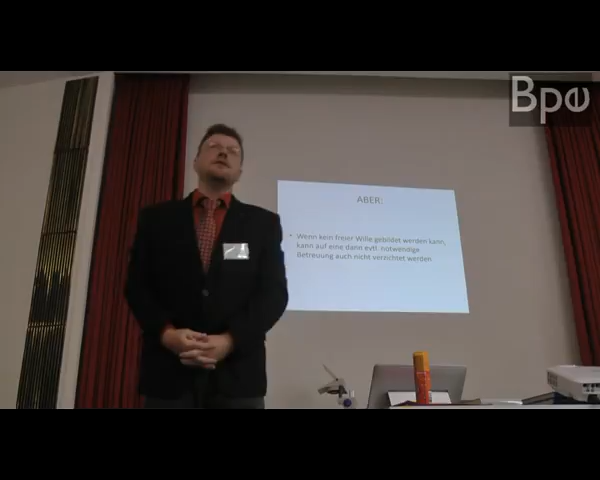 Bpe
ABER:
• Wenn kein freier Wille gebildet werden kann,
kann auf eine dann evtl. notwendige
Betreuung auch nicht verzichtet werden